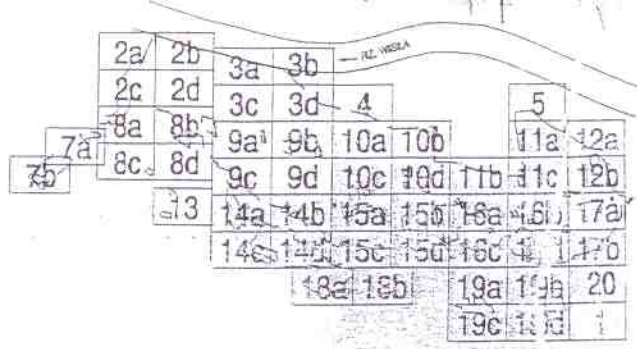 2a 2b
RZ. WISŁA
3a 3b
2c 2d
3c 3d 4 5
8a 8b
9a 9b 10a 10b 11a 12a
7a
8c 8d
7b
9c 9d 10c 10d 11b 11c 12b
13
14a 14b 15a 15b 16a 16b 17a
14c 14d 15c 15d 16c 17b
18a 18b 19a 19b 20
19c 19d 1